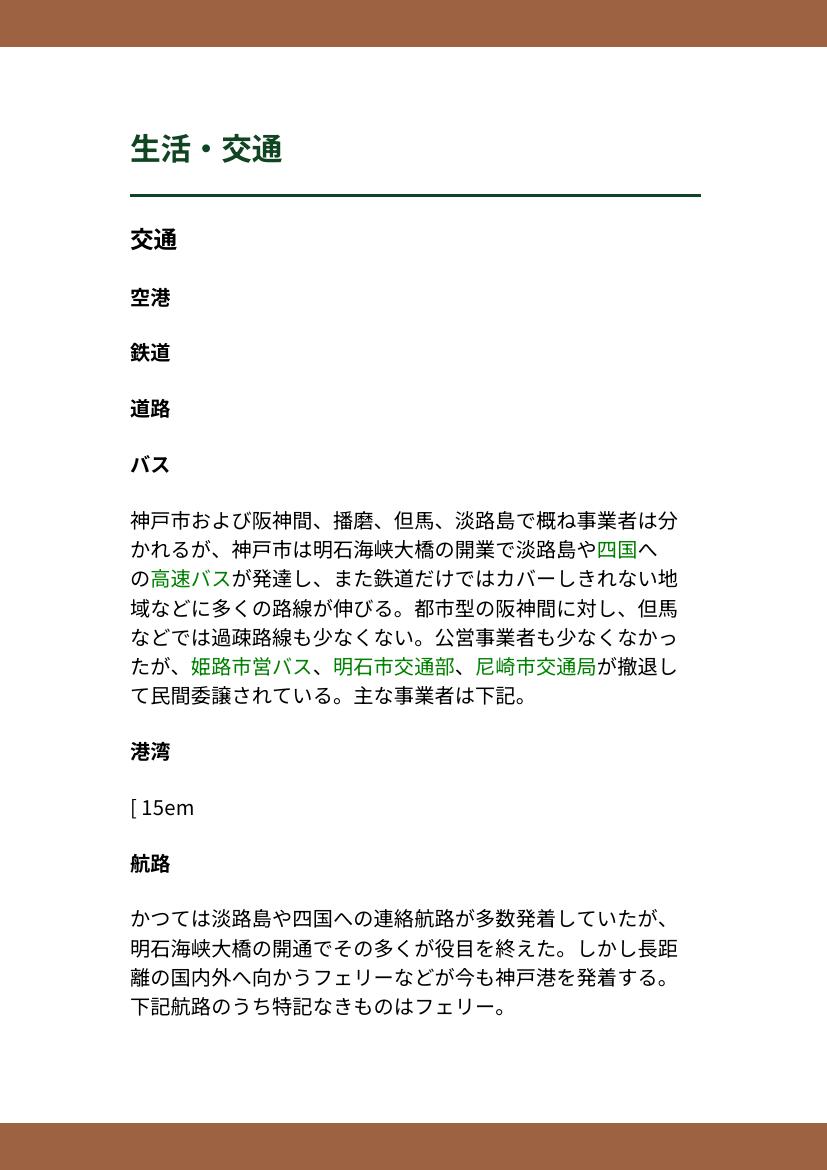 生活・交通
交通
空港
鉄道
道路
バス
神戸市および阪神間、播磨、但馬、淡路島で概ね事業者は分
かれるが、神戸市は明石海峡大橋の開業で淡路島や四国へ
の高速バスが発達し、また鉄道だけではカバーしきれない地
域などに多くの路線が伸びる。都市型の阪神間に対し、但馬
などでは過疎路線も少なくない。公営事業者も少なくなかっ
たが、姫路市営バス、明石市交通部、尼崎市交通局が撤退し
て民間委譲されている。主な事業者は下記。
港湾
[ 15em
航路
かつては淡路島や四国への連絡航路が多数発着していたが、
明石海峡大橋の開通でその多くが役目を終えた。しかし長距
離の国内外へ向かうフェリーなどが今も神戸港を発着する。
下記航路のうち特記なきものはフェリー。